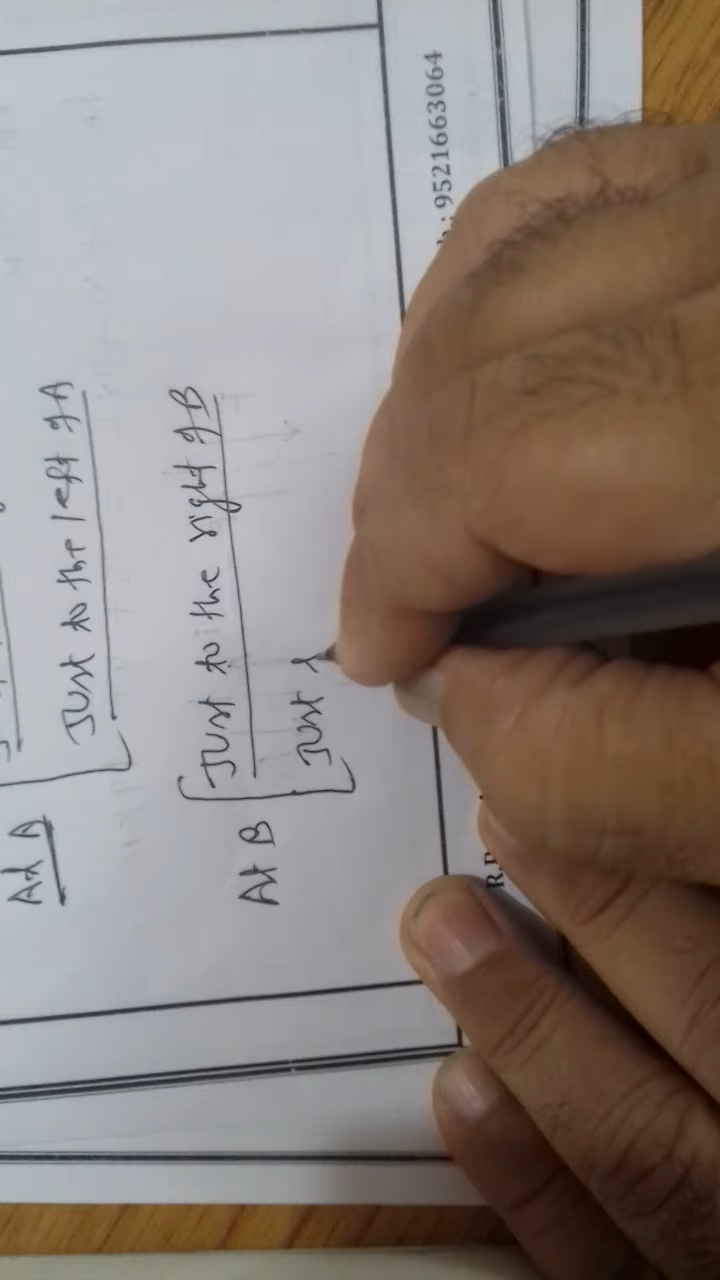 At A
Just to the left of A
At B
Just to the right of B
Just
: 9521663064